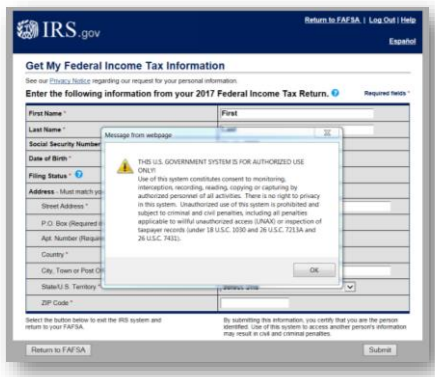 IRS.gov
Return to FAFSA | Log Out | Help
Español
Get My Federal Income Tax Information
See our Privacy Notice regarding our request for your personal information.
Enter the following information from your 2017 Federal Income Tax Return. ?
Required fields *
First Name * First
Last Name *
Social Security Number
Date of Birth *
Filing Status * ?
Address - Must match you
Street Address *
P.O. Box (Required
Apt. Number (Require
Country *
City, Town or Post Of
State/U.S. Territory *
ZIP Code *
Message from webpage
THIS U.S. GOVERNMENT SYSTEM IS FOR AUTHORIZED USE
ONLY!
Use of this system constitutes consent to monitoring,
interception, recording, reading, copying or capturing by
authorized personnel of all activities. There is no right to privacy
in this system. Unauthorized use of this system is prohibited and
subject to criminal and civil penalties, including all penalties
applicable to willful unauthorized access (UNAX) or inspection of
taxpayer records (under 18 U.S.C. 1030 and 26 U.S.C. 7213A and
26 U.S.C. 7431).
OK
Select the button below to exit the IRS system and
return to your FAFSA.
By submitting this information, you certify that you are the person
identified. Use of this system to access another person's information
may result in civil and criminal penalties.
Return to FAFSA
Submit